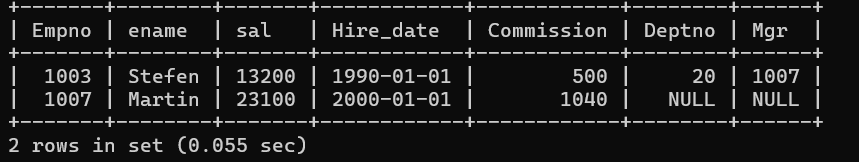 +-------+--------+-------+------------+------------+--------+------+
| Empno | ename  | sal   | Hire_date  | Commission | Deptno | Mgr  |
+-------+--------+-------+------------+------------+--------+------+
|  1003 | Stefen | 13200 | 1990-01-01 |        500 |     20 | 1007 |
|  1007 | Martin | 23100 | 2000-01-01 |       1040 |   NULL | NULL |
+-------+--------+-------+------------+------------+--------+------+
2 rows in set (0.055 sec)